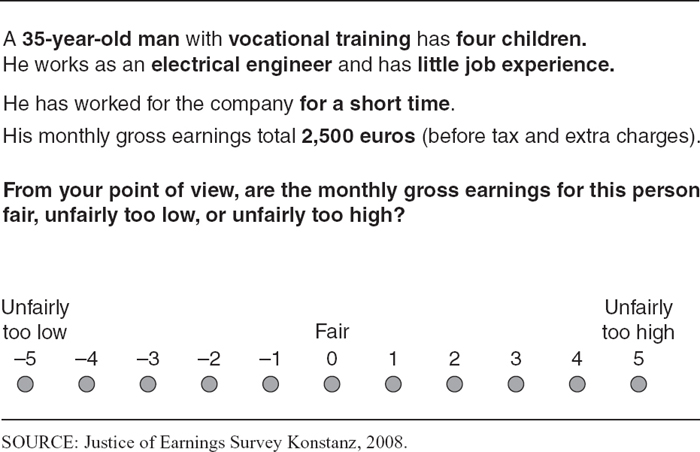 A 35-year-old man with vocational training has four children.
He works as an electrical engineer and has little job experience.
He has worked for the company for a short time.
His monthly gross earnings total 2,500 euros (before tax and extra charges).
From your point of view, are the monthly gross earnings for this person
fair, unfairly too low, or unfairly too high?
Unfairly
too low
Fair
Unfairly
too high
–5 –4 –3 –2 –1 0 1 2 3 4 5
SOURCE: Justice of Earnings Survey Konstanz, 2008.